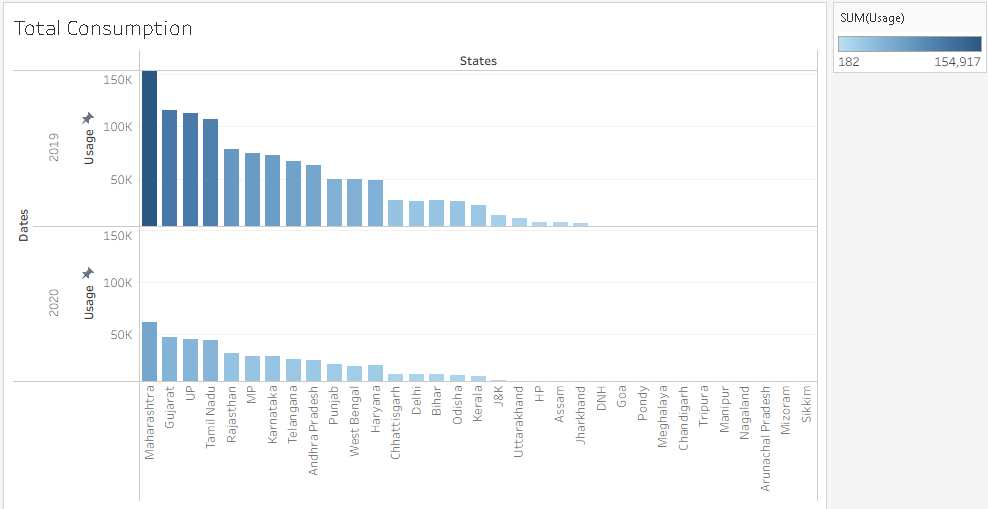 Total Consumption
States
Dates
2019
Usage
150K
100K
50K
2020
Usage
150K
100K
50K
Maharashtra
Gujarat
UP
Tamil Nadu
Rajasthan
MP
Karnataka
Telangana
Andhra Pradesh
Punjab
West Bengal
Haryana
Chhattisgarh
Delhi
Bihar
Odisha
Kerala
J&K
Uttarakhand
HP
Assam
Jharkhand
DNH
Goa
Pondy
Meghalaya
Chandigarh
Tripura
Manipur
Nagaland
Arunachal Pradesh
Mizoram
Sikkim
SUM(Usage)
182 154,917